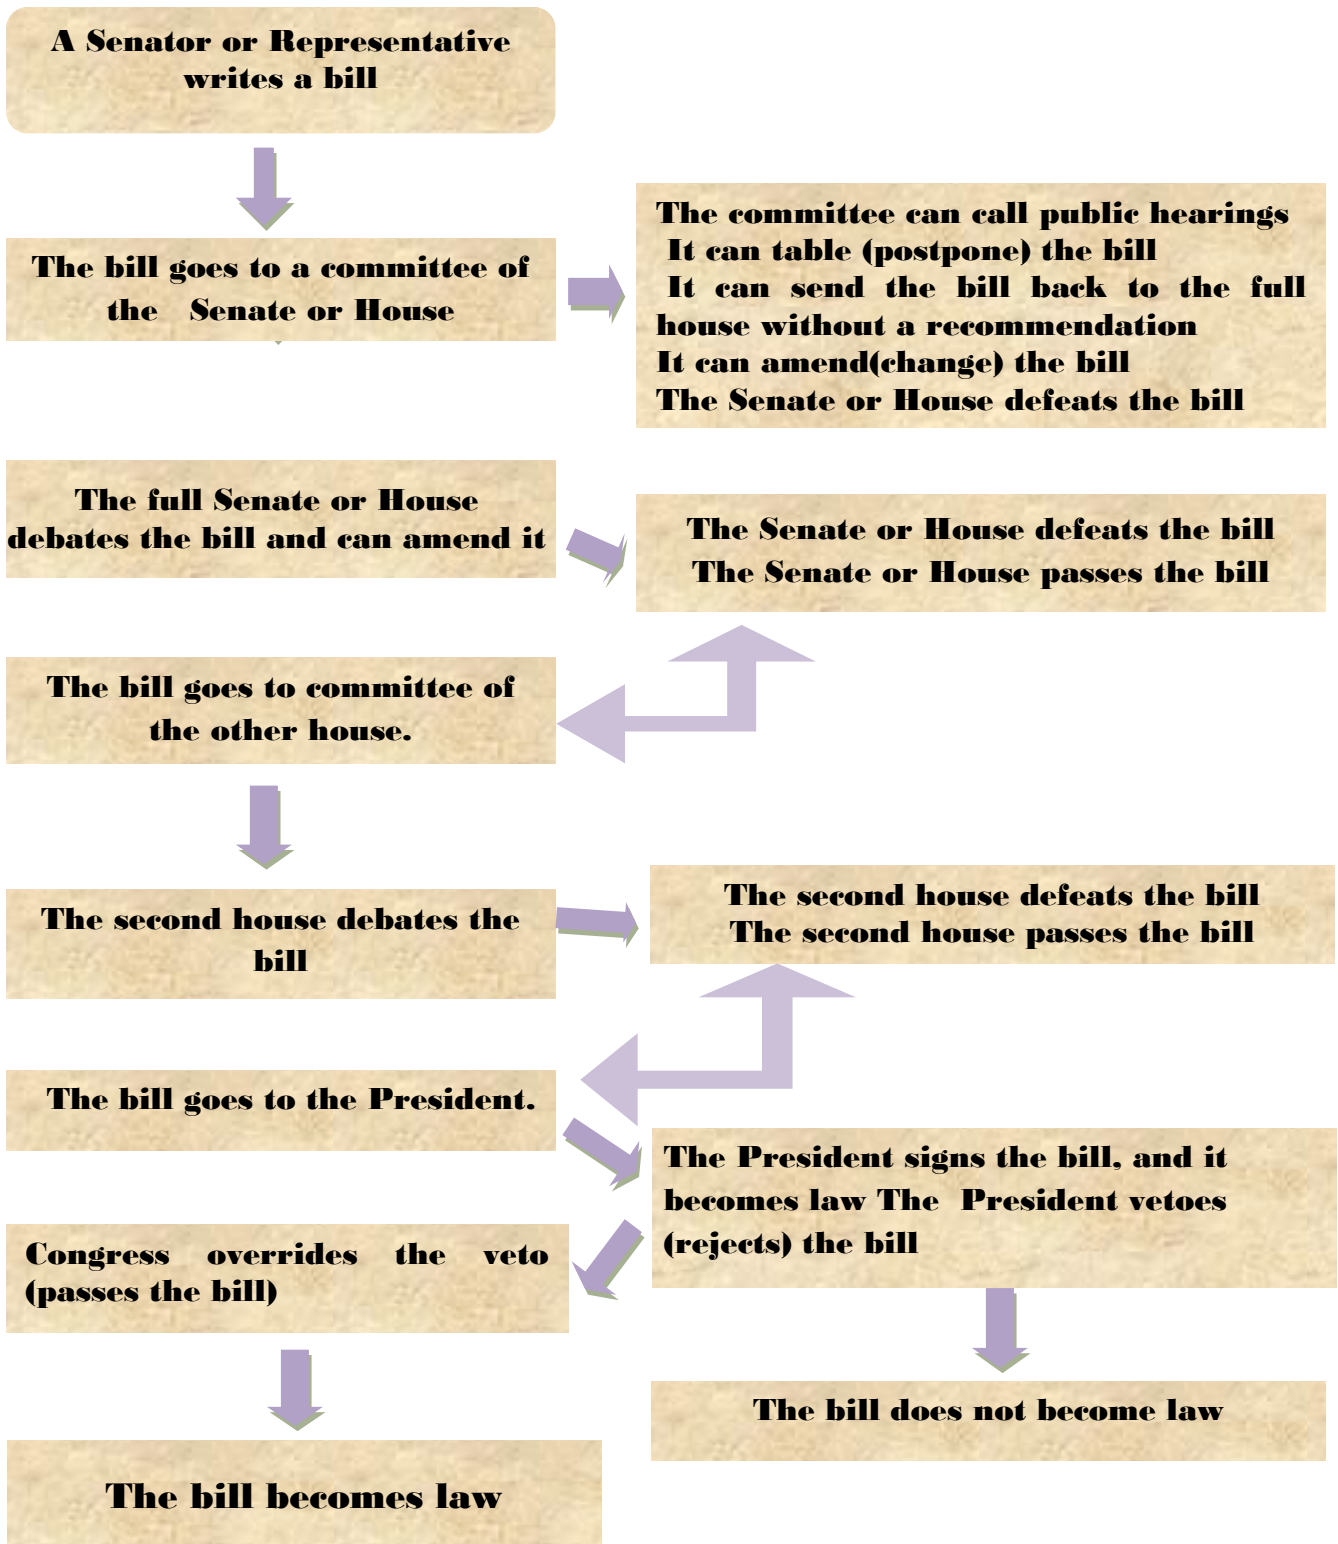 A Senator or Representative
writes a bill
The bill goes to a committee of
the Senate or House
The committee can call public hearings
It can table (postpone) the bill
It can send the bill back to the full
house without a recommendation
It can amend(change) the bill
The Senate or House defeats the bill
The full Senate or House
debates the bill and can amend it
The Senate or House defeats the bill
The Senate or House passes the bill
The bill goes to committee of
the other house.
The second house debates the
bill
The second house defeats the bill
The second house passes the bill
The bill goes to the President.
The President signs the bill, and it
becomes law The President vetoes
(rejects) the bill
Congress overrides the veto
(passes the bill)
The bill does not become law
The bill becomes law